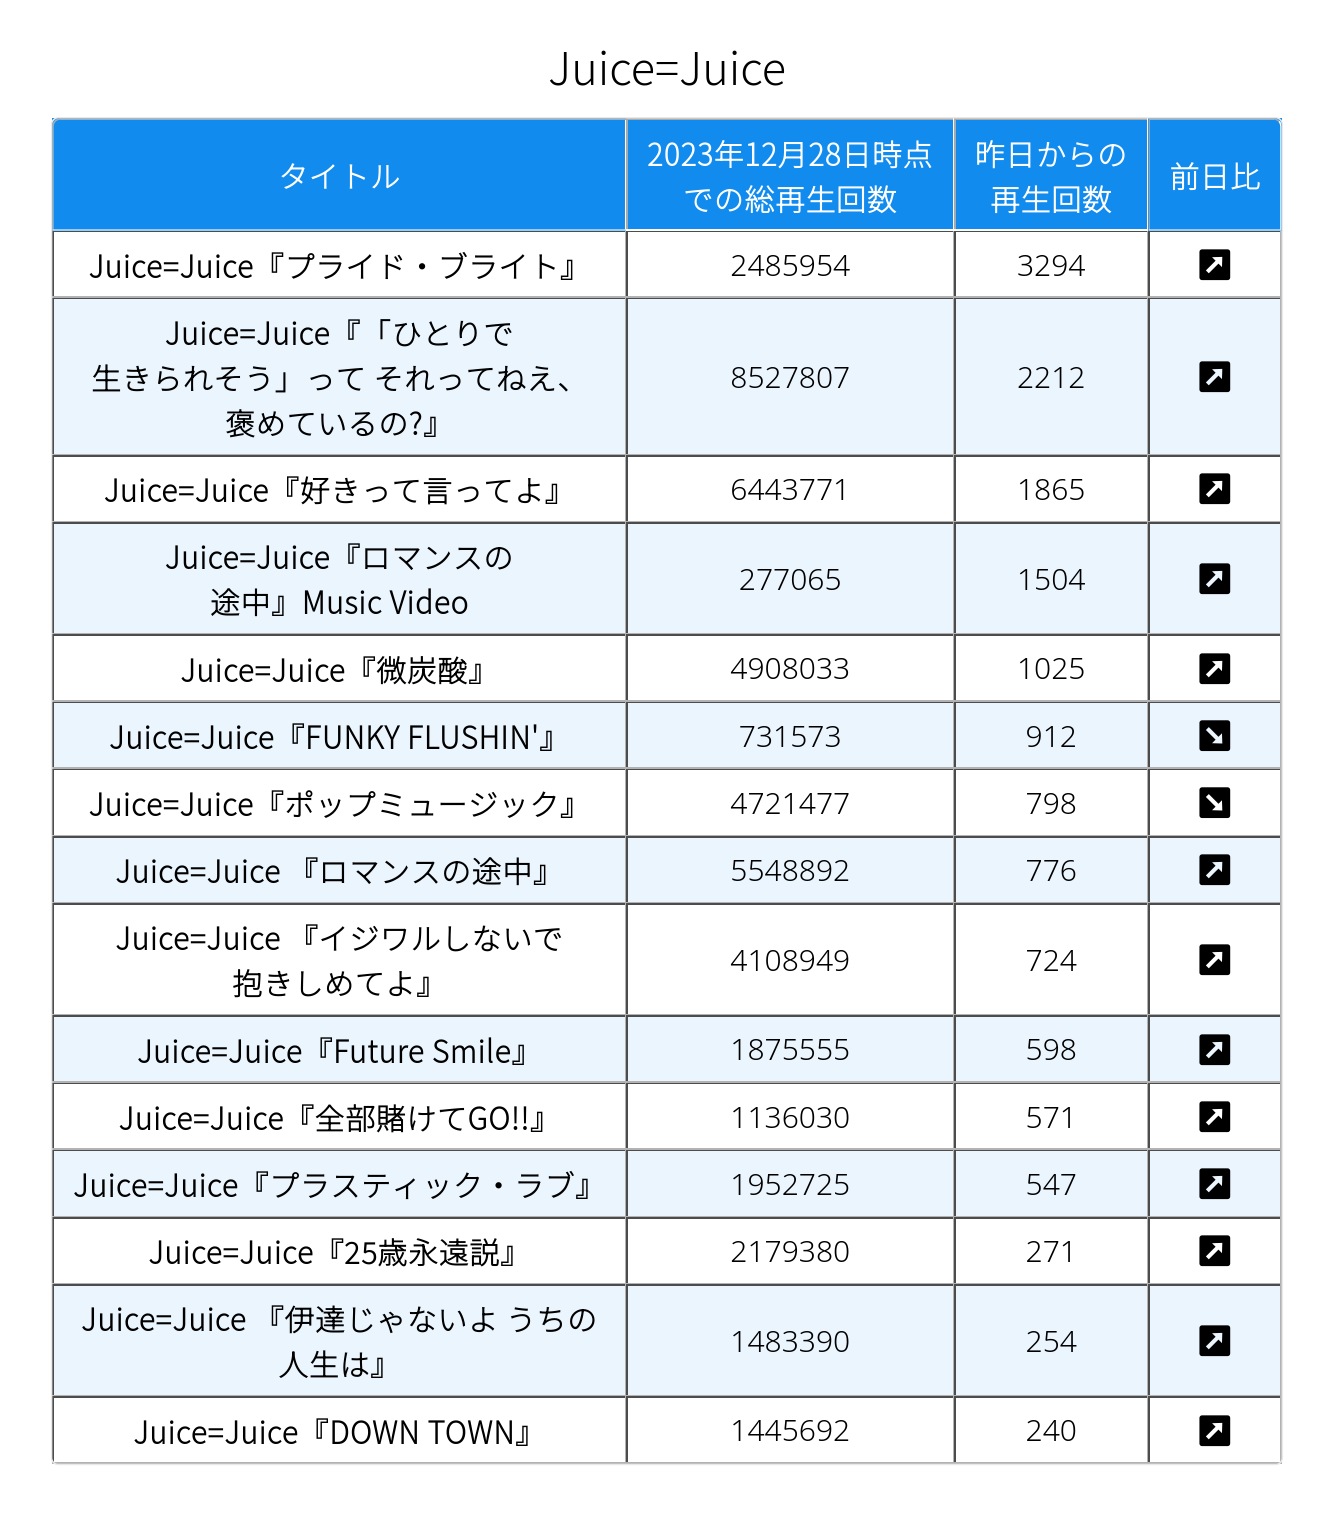 Juice=Juice
タイトル
2023年12月28日時点
での総再生回数
昨日からの
再生回数
前日比
Juice=Juice『プライド・ブライト』
2485954
3294
Juice=Juice『「ひとりで
生きられそう」って それってねえ、
褒めているの?』
8527807
2212
Juice=Juice『好きって言ってよ』
6443771
1865
Juice=Juice『ロマンスの
途中』Music Video
277065
1504
Juice=Juice『微炭酸』
4908033
1025
Juice=Juice『FUNKY FLUSHIN'』
731573
912
Juice=Juice『ポップミュージック』
4721477
798
Juice=Juice 『ロマンスの途中』
5548892
776
Juice=Juice 『イジワルしないで
抱きしめてよ』
4108949
724
Juice=Juice『Future Smile』
1875555
598
Juice=Juice『全部賭けてGO!!』
1136030
571
Juice=Juice『プラスティック・ラブ』
1952725
547
Juice=Juice『25歳永遠説』
2179380
271
Juice=Juice 『伊達じゃないよ うちの
人生は』
1483390
254
Juice=Juice『DOWN TOWN』
1445692
240